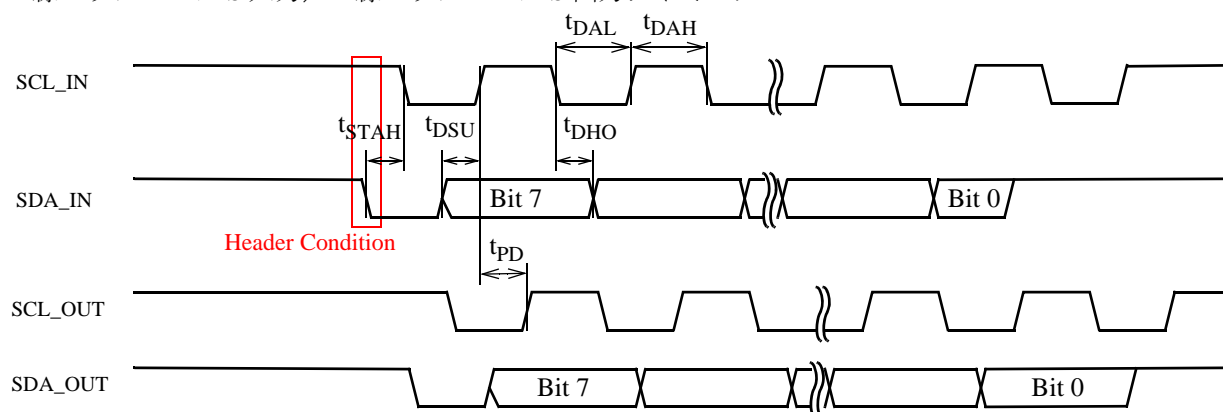 tDAL tDAH
SCL_IN
tSTAH tDSU tDHO
SDA_IN Bit 7 Bit 0
Header Condition
tPD
SCL_OUT
SDA_OUT Bit 7 Bit 0